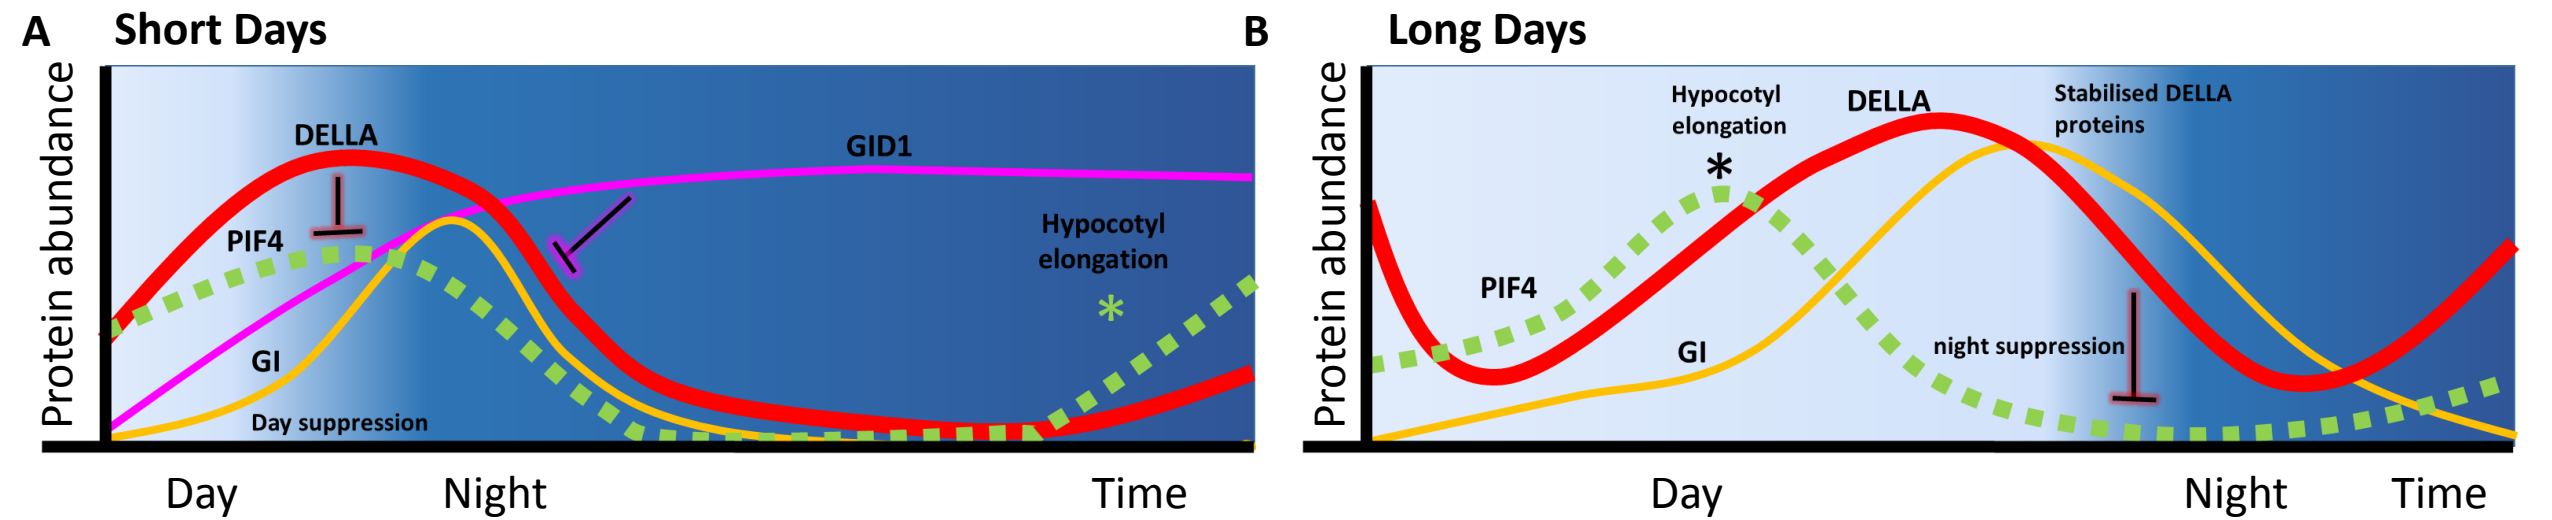 A Short Days
Protein abundance
DELLA
PIF4
GI
Day suppression
GID1
Hypocotyl
elongation
*
Day Night Time
B Long Days
Protein abundance
Hypocotyl
elongation
*
DELLA
Stabilised DELLA
proteins
PIF4
GI
night suppression
Day Night Time